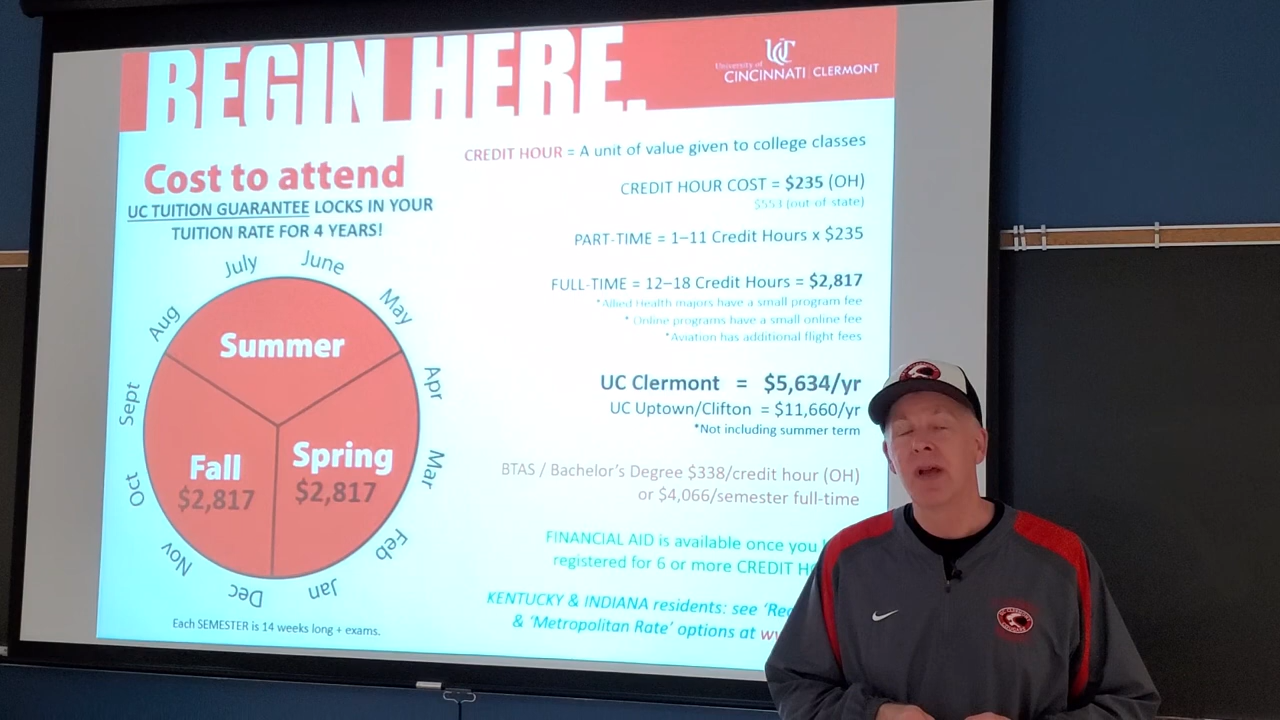 BEGIN HERE.
University of
CINCINNATI | CLERMONT
Cost to attend
UC TUITION GUARANTEE LOCKS IN YOUR
TUITION RATE FOR 4 YEARS!
July
June
May
Apr
Mar
Feb
Jan
Dec
Nov
Oct
Sept
Aug
Summer
Fall
$2,817
Spring
$2,817
Each SEMESTER is 14 weeks long + exams.
CREDIT HOUR = A unit of value given to college classes
CREDIT HOUR COST = $235 (OH)
$553 (out of state)
PART-TIME = 1–11 Credit Hours x $235
FULL-TIME = 12–18 Credit Hours = $2,817
*Allied Health majors have a small program fee
* Online programs have a small online fee
*Aviation has additional flight fees
UC Clermont = $5,634/yr
UC Uptown/Clifton = $11,660/yr
*Not including summer term
BTAS / Bachelor's Degree $338/credit hour (OH)
or $4,066/semester full-time
FINANCIAL AID is available once you
registered for 6 or more CREDIT
KENTUCKY & INDIANA residents: see
& 'Metropolitan Rate' options at